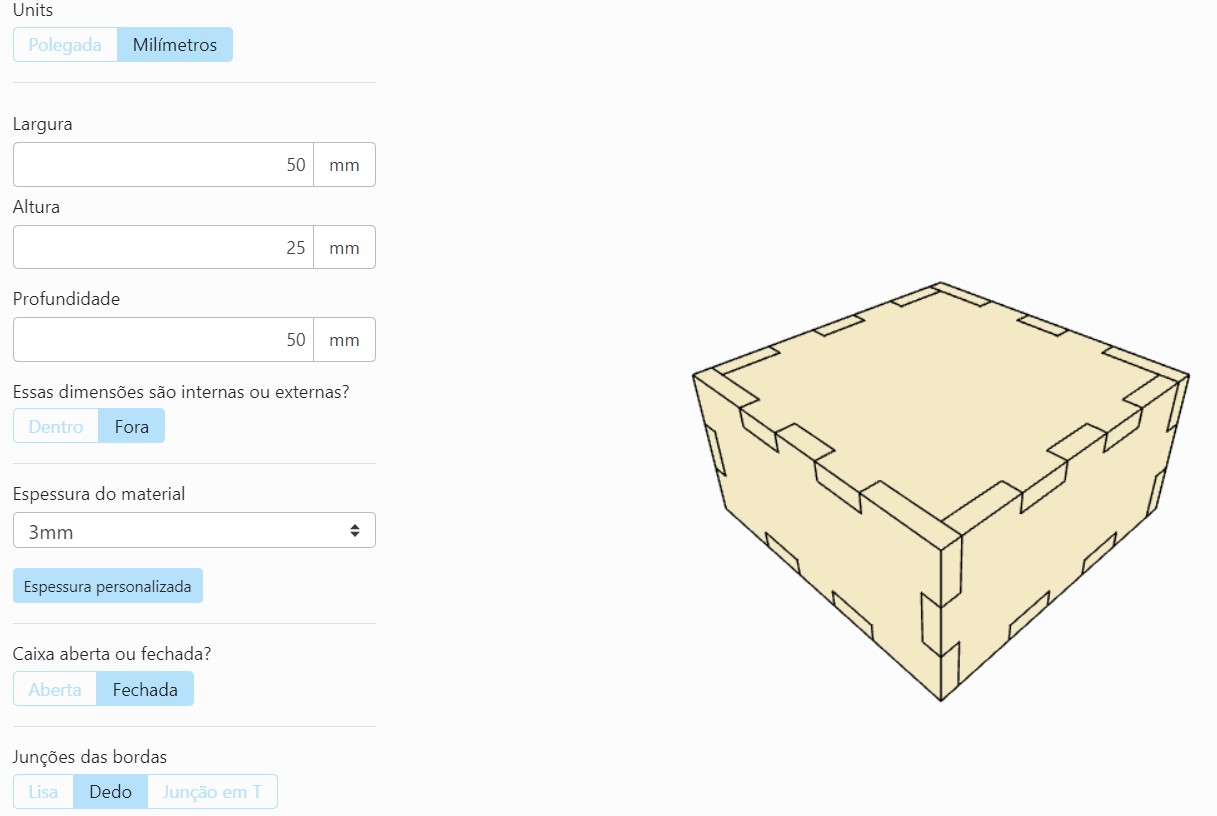 Units
Polegada Milímetros
Largura
50 mm
Altura
25 mm
Profundidade
50 mm
Essas dimensões são internas ou externas?
Dentro Fora
Espessura do material
3mm
Espessura personalizada
Caixa aberta ou fechada?
Aberta Fechada
Junções das bordas
Lisa Dedo Junção em T